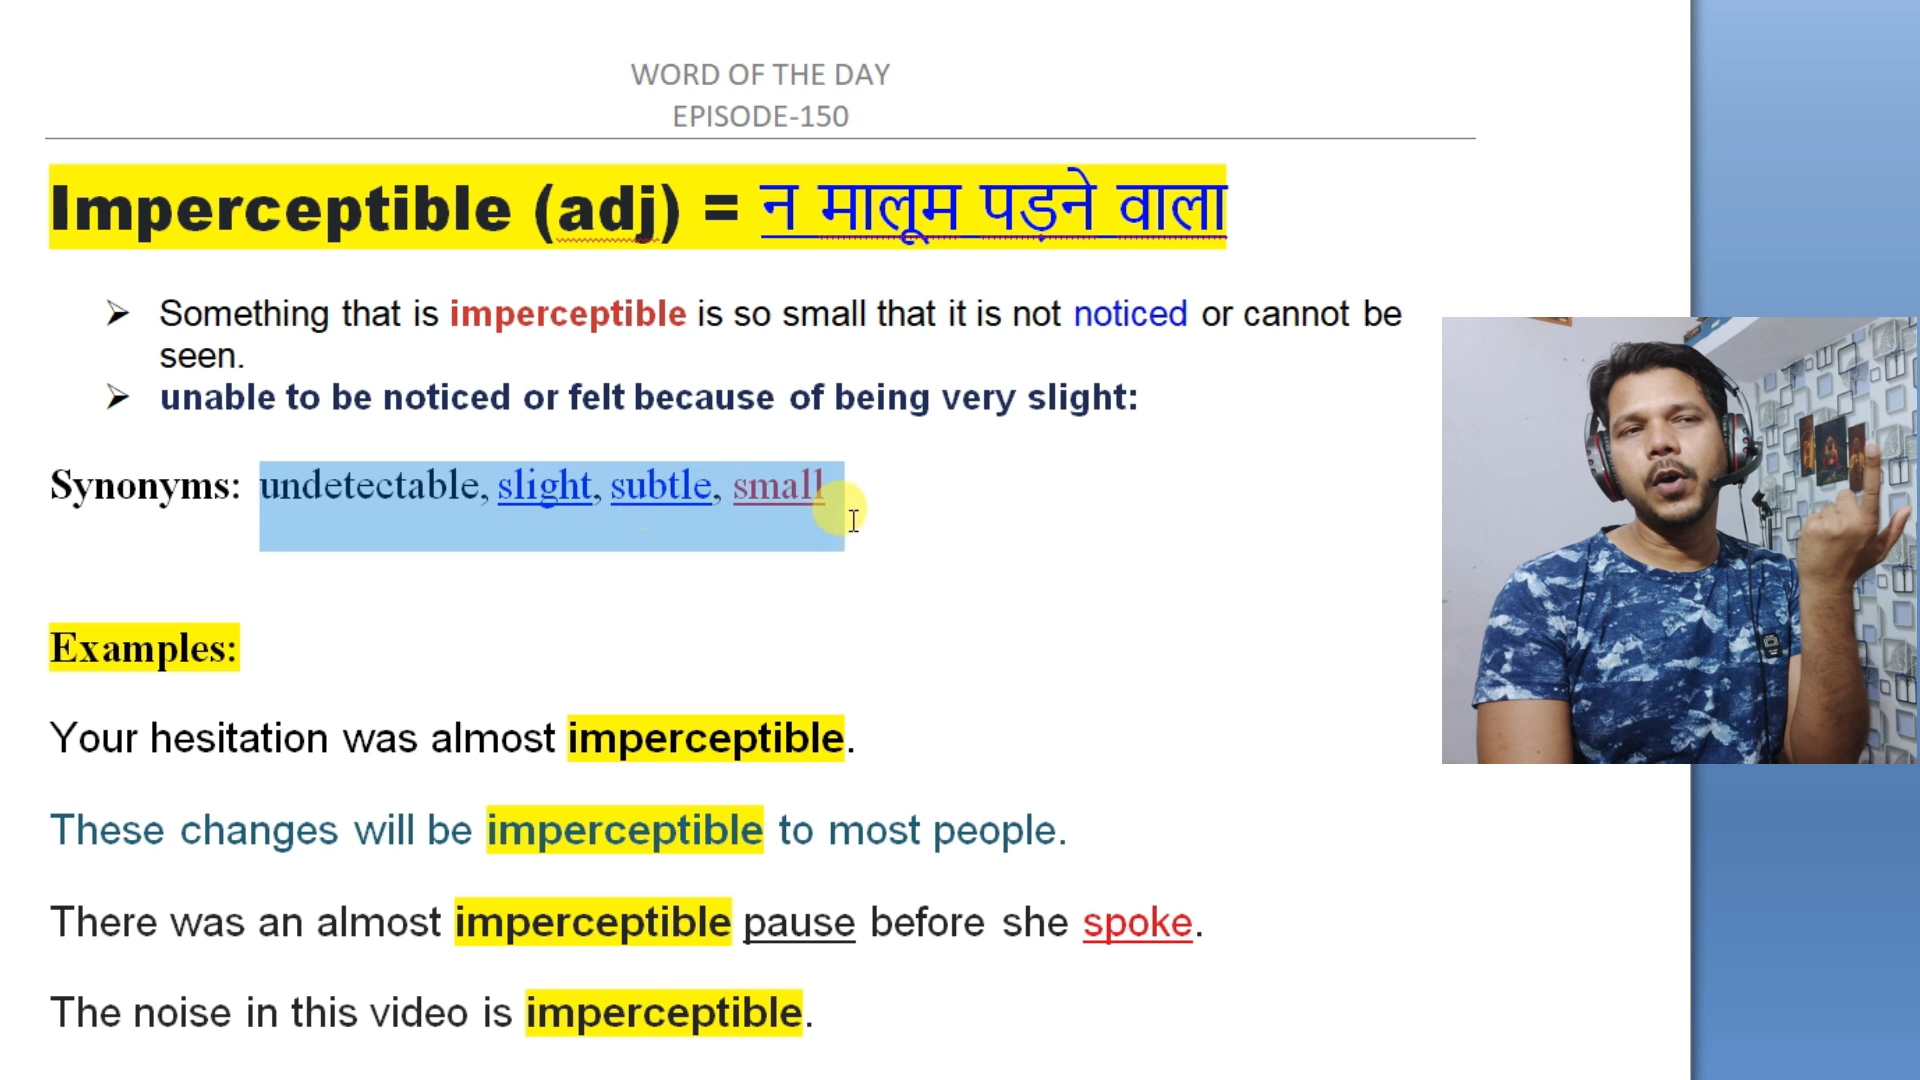 WORD OF THE DAY
EPISODE-150
Imperceptible (adj) = न मालूम पड़ने वाला
➢ Something that is imperceptible is so small that it is not noticed or cannot be
seen.
➢ unable to be noticed or felt because of being very slight:
Synonyms: undetectable, slight, subtle, small
Examples:
Your hesitation was almost imperceptible.
These changes will be imperceptible to most people.
There was an almost imperceptible pause before she spoke.
The noise in this video is imperceptible.